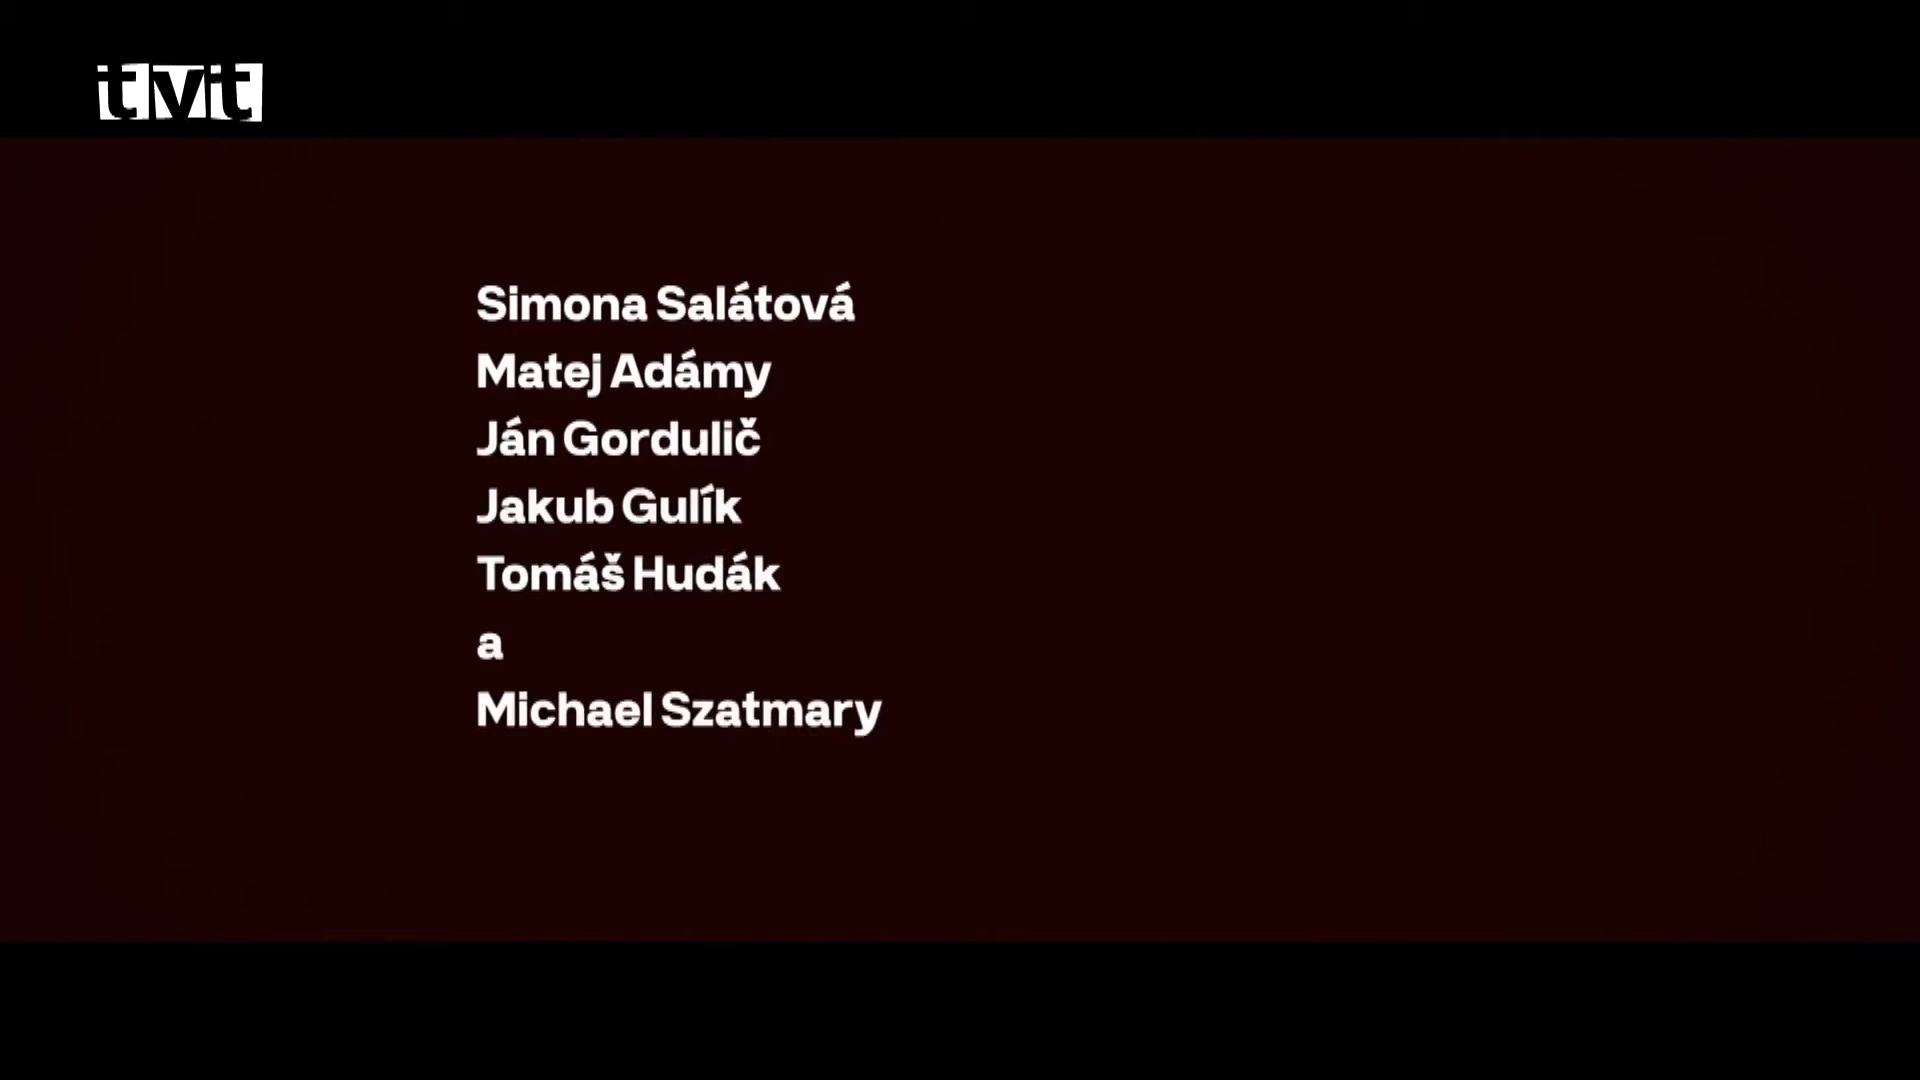 tvit
Simona Salátová
Matej Adámy
Ján Gordulič
Jakub Gulík
Tomáš Hudák
a
Michael Szatmary